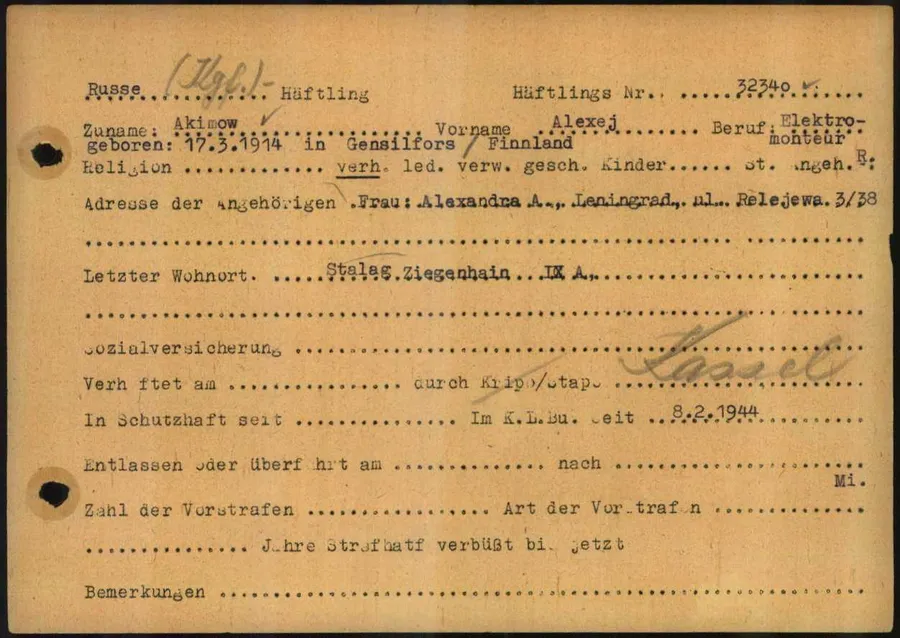 Russe (Kgf.)- Häftling Häftlings Nr. 32340
Zuname: Akimow Vorname Alexej Beruf: Elektro-
geboren: 17.3.1914 in Gensilfors / Finnland monteur
Religion verh. led. verw. gesch. Kinder St. Angeh. R:
Adresse der Angehörigen Frau: Alexandra A., Leningrad, ul. Relejewa 3/38
Letzter Wohnort. Stalag Ziegenhain IX A,
Sozialversicherung
Verhaftet am durch Kripo/Stapo Kassel
In Schutzhaft seit Im K.L.Bu. seit 8.2.1944
Entlassen oder überführt am nach
Mi.
Zahl der Vorstrafen Art der Vorstrafen
Jahre Strafhatf verbüßt bis jetzt
Bemerkungen